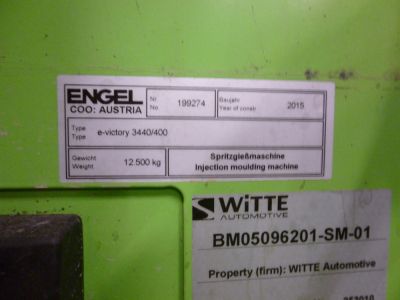 ENGEL
COO: AUSTRIA
Nr.
No
199274
Baujahr
Year of constr.
2015
Type
Type
e-victory 3440/400
Gewicht
Weight
12.500 kg
Spritzgießmaschine
Injection moulding machine
WiTTE
AUTOMOTIVE
BM05096201-SM-01
Property (firm): WITTE Automotive